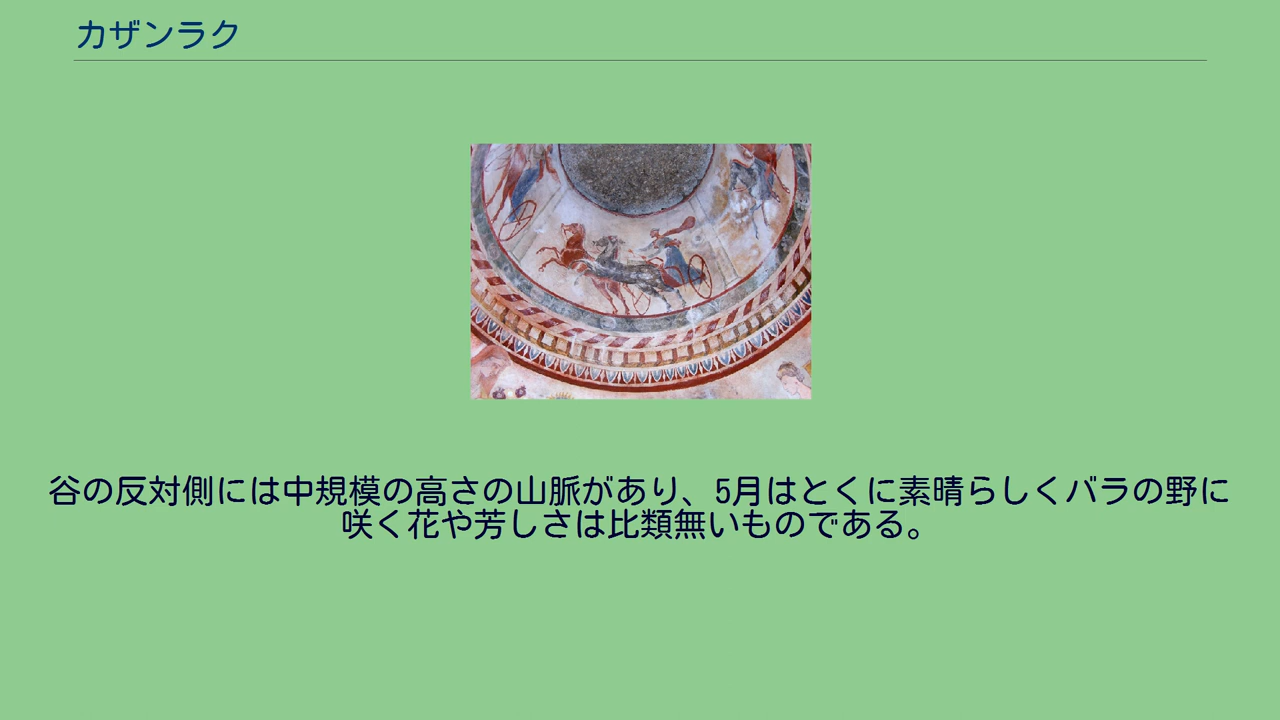 カザンラク
谷の反対側には中規模の高さの山脈があり、5月はとくに素晴らしくバラの野に
咲く花や芳しさは比類無いものである。